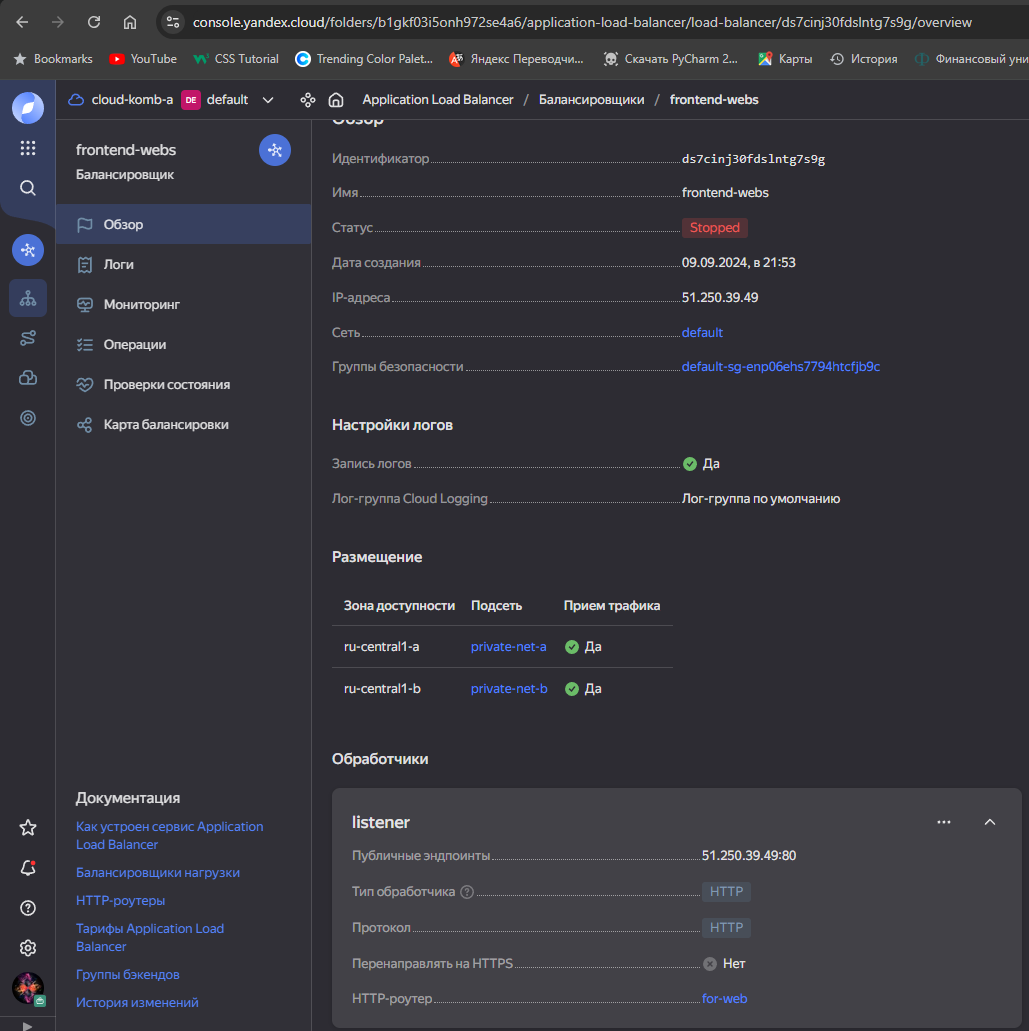 console.yandex.cloud/folders/b1gkf03i5onh972se4a6/application-load-balancer/load-balancer/ds7cinj30fdslntg7s9g/overview
Bookmarks YouTube CSS Tutorial Trending Color Palet... Яндекс Переводчи... Скачать PyCharm 2... Карты История Финансовый уни
cloud-komb-a DE default Application Load Balancer / Балансировщики / frontend-webs
frontend-webs
Балансировщик
Обзор
Логи
Мониторинг
Операции
Проверки состояния
Карта балансировки
Документация
Как устроен сервис Application
Load Balancer
Балансировщики нагрузки
HTTP-роутеры
Тарифы Application Load
Balancer
Группы бэкендов
История изменений
Обзор
Идентификатор ds7cinj30fdslntg7s9g
Имя frontend-webs
Статус Stopped
Дата создания 09.09.2024, в 21:53
IP-адреса 51.250.39.49
Сеть default
Группы безопасности default-sg-enp06ehs7794htcfjb9c
Настройки логов
Запись логов Да
Лог-группа Cloud Logging Лог-группа по умолчанию
Размещение
Зона доступности Подсеть Прием трафика
ru-central1-a private-net-a Да
ru-central1-b private-net-b Да
Обработчики
listener
Публичные эндпоинты 51.250.39.49:80
Тип обработчика HTTP
Протокол HTTP
Перенаправлять на HTTPS Нет
HTTP-роутер for-web